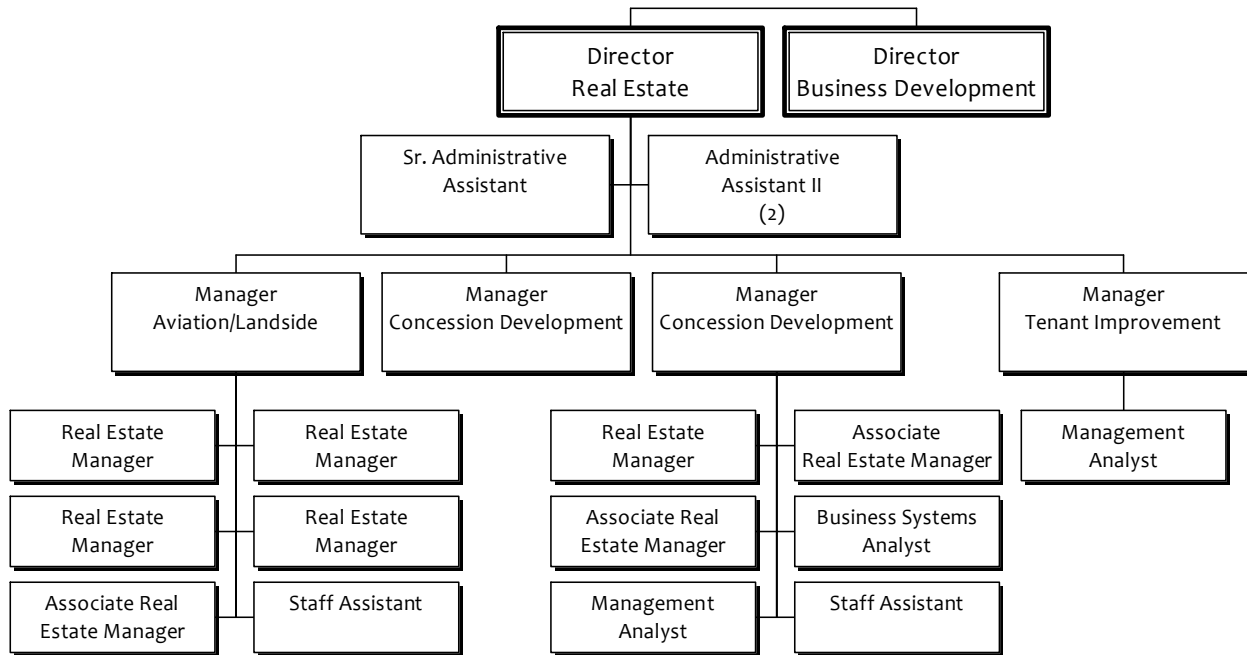 Director
Real Estate
Director
Business Development
Sr. Administrative
Assistant
Administrative
Assistant II
(2)
Manager
Aviation/Landside
Manager
Concession Development
Manager
Concession Development
Manager
Tenant Improvement
Real Estate
Manager
Real Estate
Manager
Real Estate
Manager
Associate
Real Estate Manager
Management
Analyst
Real Estate
Manager
Real Estate
Manager
Associate Real
Estate Manager
Business Systems
Analyst
Associate Real
Estate Manager
Staff Assistant
Management
Analyst
Staff Assistant